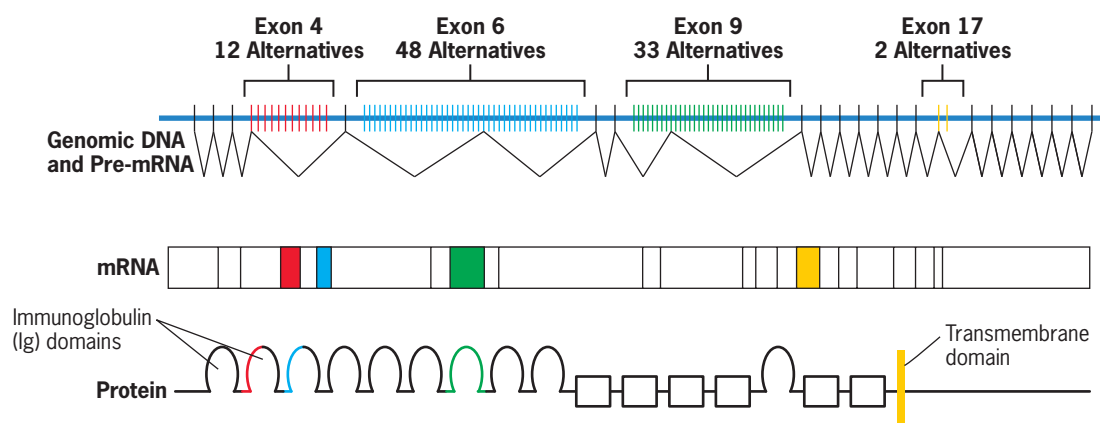 Exon 4
12 Alternatives
Exon 6
48 Alternatives
Exon 9
33 Alternatives
Exon 17
2 Alternatives
Genomic DNA
and Pre-mRNA
mRNA
Immunoglobulin
(Ig) domains
Transmembrane
domain
Protein